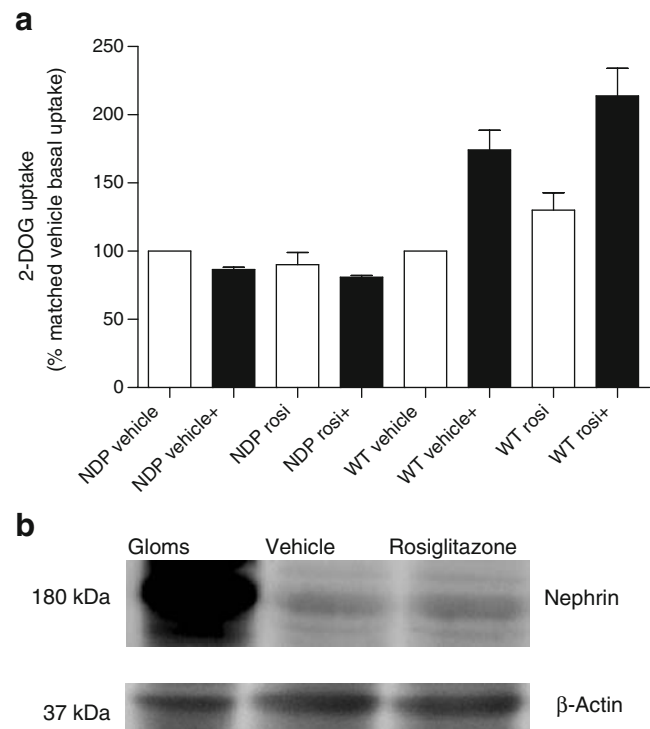 a
2-DOG uptake
(% matched vehicle basal uptake)
250
200
150
100
50
0
NDP vehicle
NDP vehicle+
NDP rosi
NDP rosi+
WT vehicle
WT vehicle+
WT rosi
WT rosi+
b
Gloms Vehicle Rosiglitazone
180 kDa Nephrin
37 kDa β-Actin